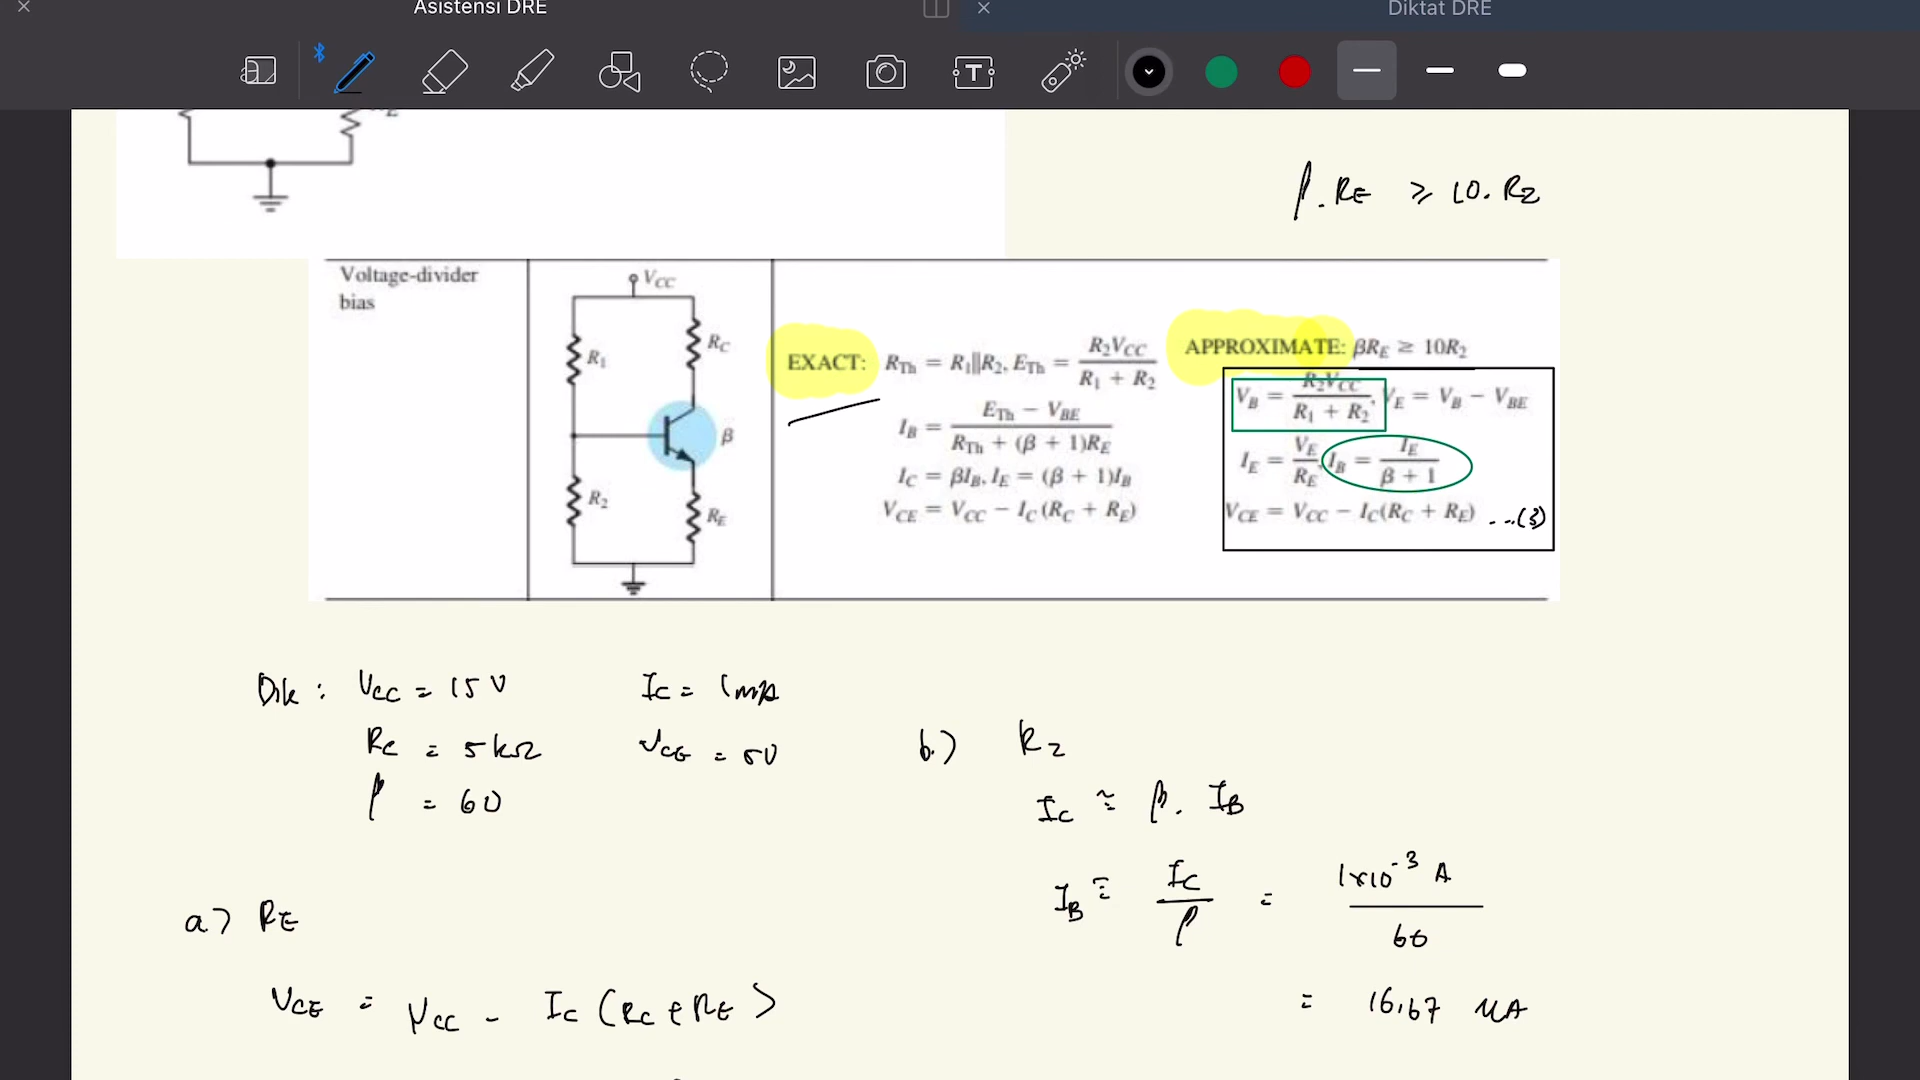 Asistensi DRE
Diktat DRE
β . RE ≥ 10. R2
Voltage-divider
bias
VCC
R1
RC
β
R2
RE
EXACT: RTh = R1||R2, ETh = R2VCC / R1 + R2
IB = ETh − VBE / RTh + (β + 1)RE
IC = βIB, IE = (β + 1)IB
VCE = VCC − IC(RC + RE)
APPROXIMATE: βRE ≥ 10R2
VB = R2VCC / R1 + R2, VE = VB − VBE
IE = VE / RE, IB = IE / β + 1
VCE = VCC − IC(RC + RE) ...(3)
Dik : VCC = 15 V IC = 1 mA
RC = 5 kΩ VCE = 5V
β = 60
a) RE
VCE = VCC - IC (RC + RE)
b.) R2
IC ≅ β. IB
IB ≅ IC / β = 1x10-3 A / 60
= 16,67 uA